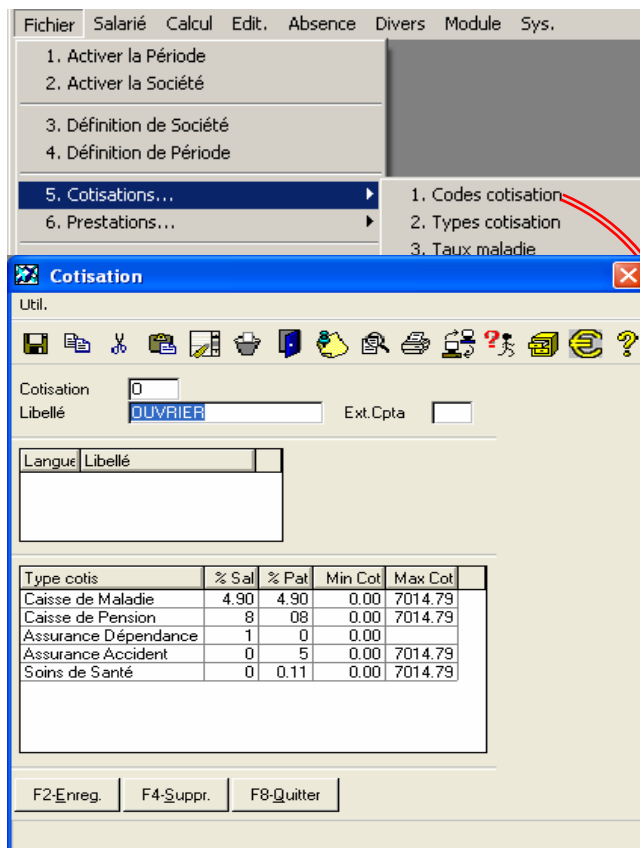 Fichier Salarié Calcul Edit. Absence Divers Module Sys.
1. Activer la Période
2. Activer la Société
3. Définition de Société
4. Définition de Période
5. Cotisations... 1. Codes cotisation
6. Prestations... 2. Types cotisation
3. Taux maladie
Cotisation
Util.
Cotisation O
Libellé OUVRIER Ext.Cpta
Langue Libellé
Type cotis % Sal % Pat Min Cot Max Cot
Caisse de Maladie 4.90 4.90 0.00 7014.79
Caisse de Pension 8 08 0.00 7014.79
Assurance Dépendance 1 0 0.00
Assurance Accident 0 5 0.00 7014.79
Soins de Santé 0 0.11 0.00 7014.79
F2-Enreg. F4-Suppr. F8-Quitter